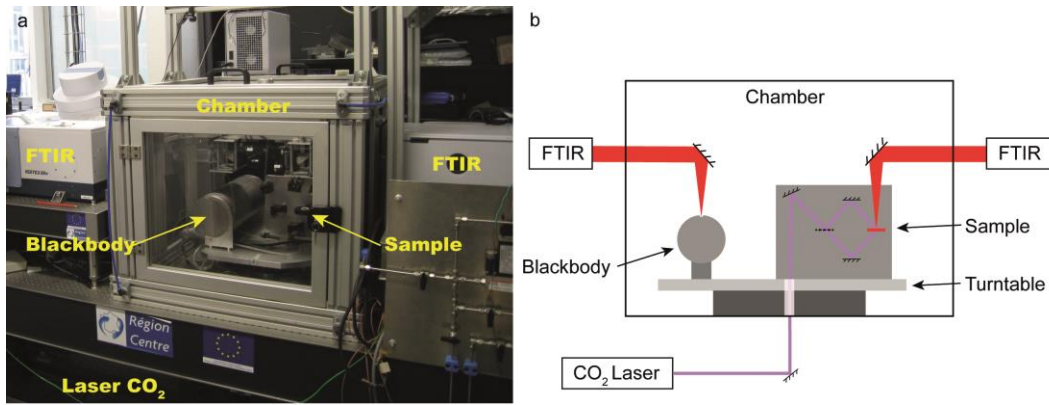 a
Chamber
FTIR
FTIR
Blackbody
Sample
Région
Centre
Laser CO2
b
Chamber
FTIR
FTIR
Sample
Blackbody
Turntable
CO2 Laser